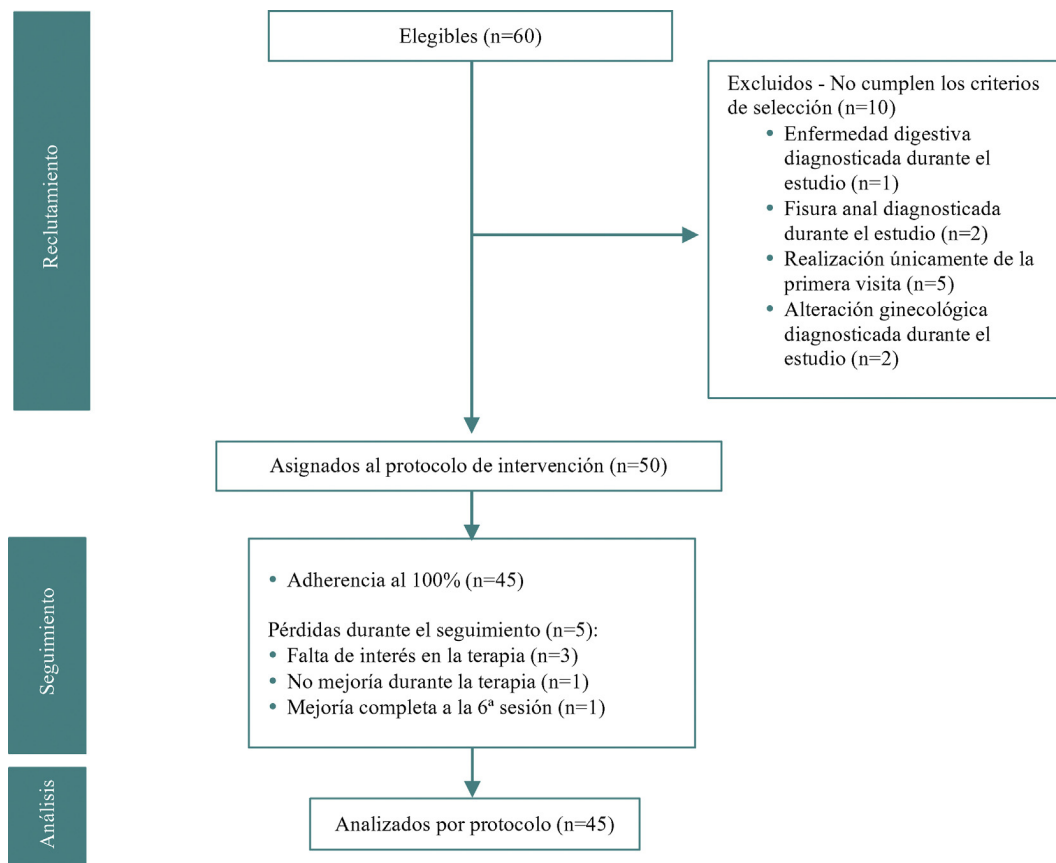 Reclutamiento
Elegibles (n=60)
Excluidos - No cumplen los criterios
de selección (n=10)
• Enfermedad digestiva
diagnosticada durante el
estudio (n=1)
• Fisura anal diagnosticada
durante el estudio (n=2)
• Realización únicamente de la
primera visita (n=5)
• Alteración ginecológica
diagnosticada durante el
estudio (n=2)
Asignados al protocolo de intervención (n=50)
Seguimiento
• Adherencia al 100% (n=45)
Pérdidas durante el seguimiento (n=5):
• Falta de interés en la terapia (n=3)
• No mejoría durante la terapia (n=1)
• Mejoría completa a la 6ª sesión (n=1)
Análisis
Analizados por protocolo (n=45)